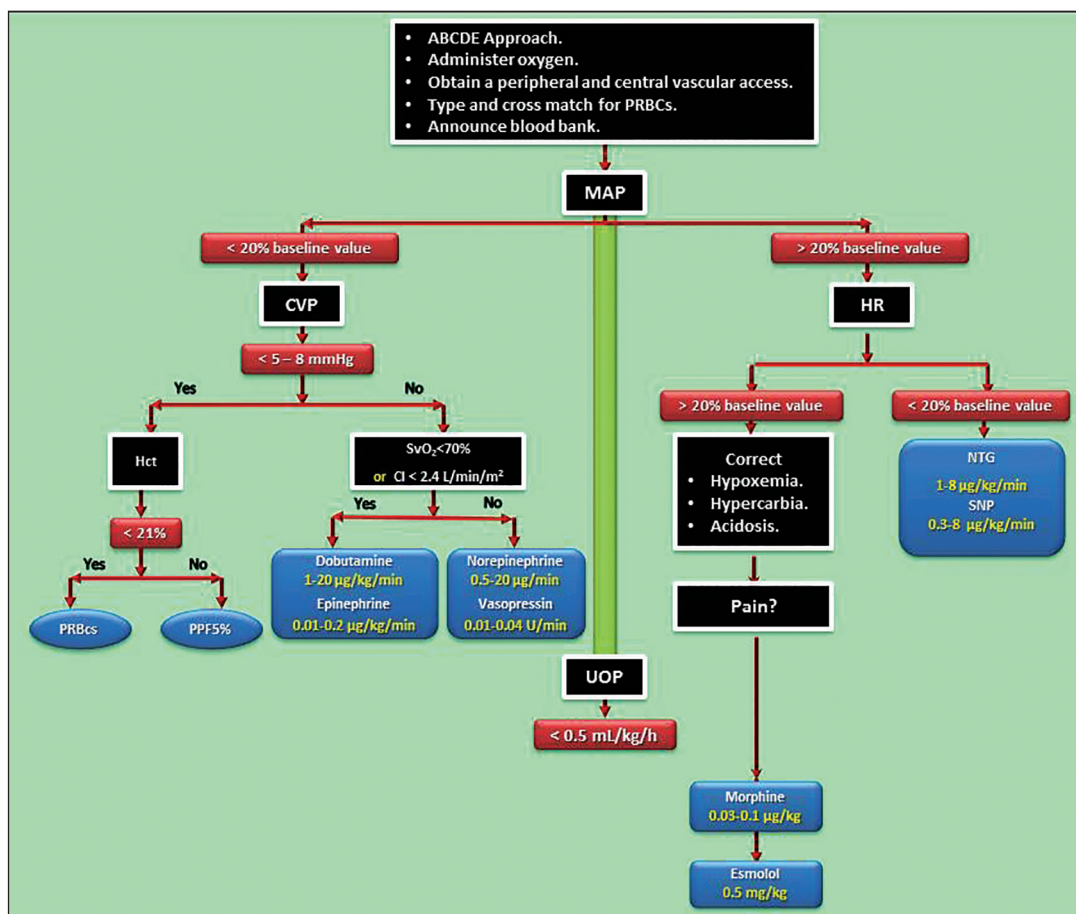 • ABCDE Approach.
• Administer oxygen.
• Obtain a peripheral and central vascular access.
• Type and cross match for PRBCs.
• Announce blood bank.
MAP
< 20% baseline value
> 20% baseline value
CVP
HR
< 5 – 8 mmHg
Yes
No
> 20% baseline value
< 20% baseline value
Hct
SvO₂<70%
or CI < 2.4 L/min/m²
Correct
• Hypoxemia.
• Hypercarbia.
• Acidosis.
NTG
1-8 µg/kg/min
SNP
0.3-8 µg/kg/min
< 21%
Yes
No
Yes
No
Dobutamine
1-20 µg/kg/min
Epinephrine
0.01-0.2 µg/kg/min
Norepinephrine
0.5-20 µg/min
Vasopressin
0.01-0.04 U/min
Pain?
PRBcs
PPF5%
UOP
< 0.5 mL/kg/h
Morphine
0.03-0.1 µg/kg
Esmolol
0.5 mg/kg